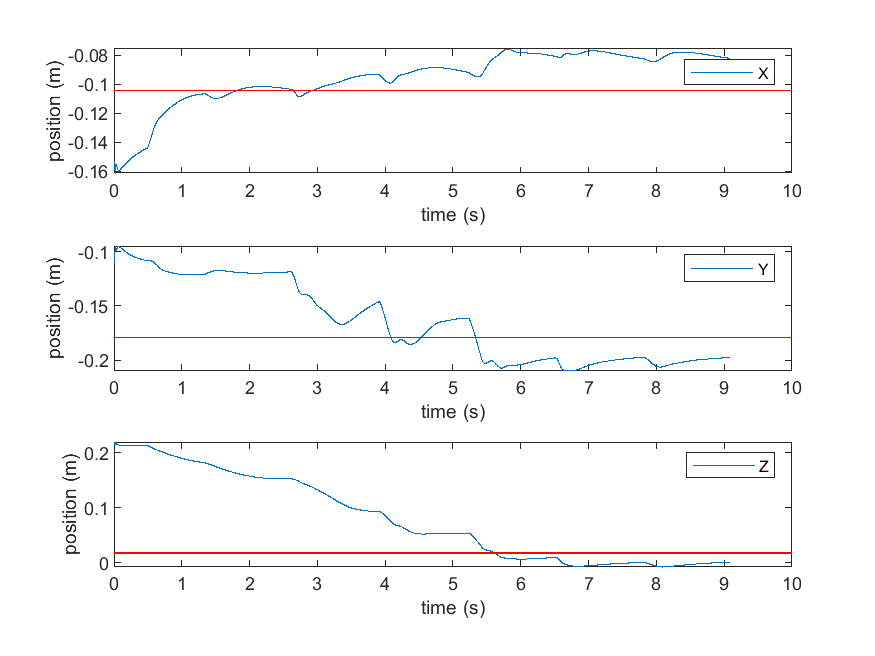 -0.08
-0.1
-0.12
-0.14
-0.16
position (m)
X
0 1 2 3 4 5 6 7 8 9 10
time (s)
-0.1
-0.15
-0.2
position (m)
Y
0 1 2 3 4 5 6 7 8 9 10
time (s)
0.2
0.1
0
position (m)
Z
0 1 2 3 4 5 6 7 8 9 10
time (s)